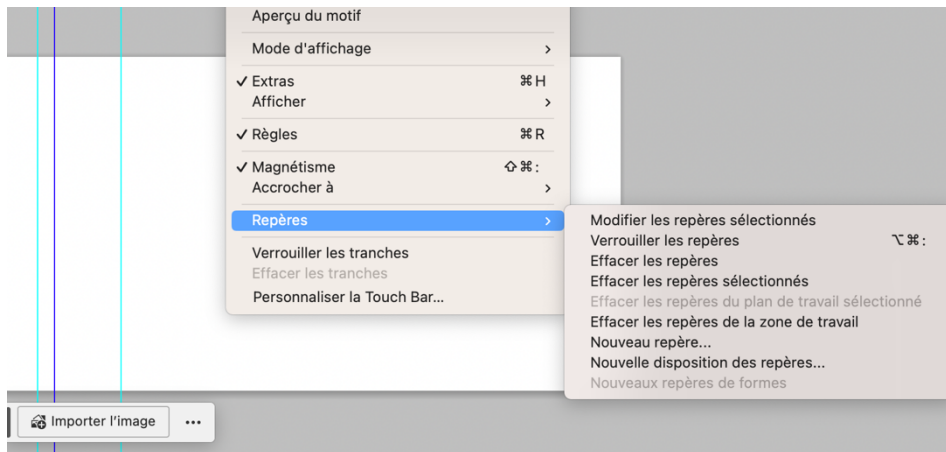 Aperçu du motif
Mode d'affichage >
✓ Extras ⌘ H
Afficher >
✓ Règles ⌘ R
✓ Magnétisme ⇧ ⌘ :
Accrocher à >
Repères >
Verrouiller les tranches
Effacer les tranches
Personnaliser la Touch Bar...
Modifier les repères sélectionnés
Verrouiller les repères ⌥ ⌘ :
Effacer les repères
Effacer les repères sélectionnés
Effacer les repères du plan de travail sélectionné
Effacer les repères de la zone de travail
Nouveau repère...
Nouvelle disposition des repères...
Nouveaux repères de formes
Importer l'image ...